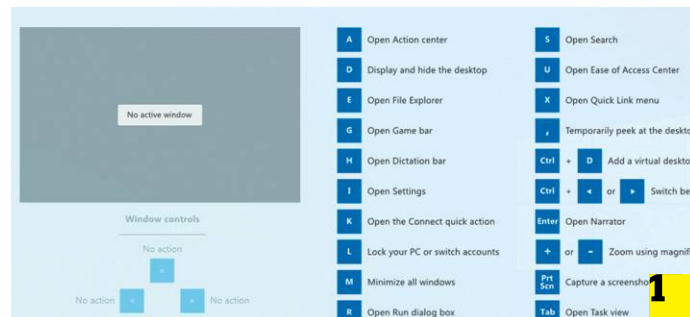 No active window
Window controls
No action
No action
No action
A Open Action center
D Display and hide the desktop
E Open File Explorer
G Open Game bar
H Open Dictation bar
I Open Settings
K Open the Connect quick action
L Lock your PC or switch accounts
M Minimize all windows
R Open Run dialog box
S Open Search
U Open Ease of Access Center
X Open Quick Link menu
, Temporarily peek at the deskto
Ctrl + D Add a virtual deskto
Ctrl + ◄ or ► Switch be
Enter Open Narrator
+ or - Zoom using magnifi
Prt Scn Capture a screensho
Tab Open Task view
1